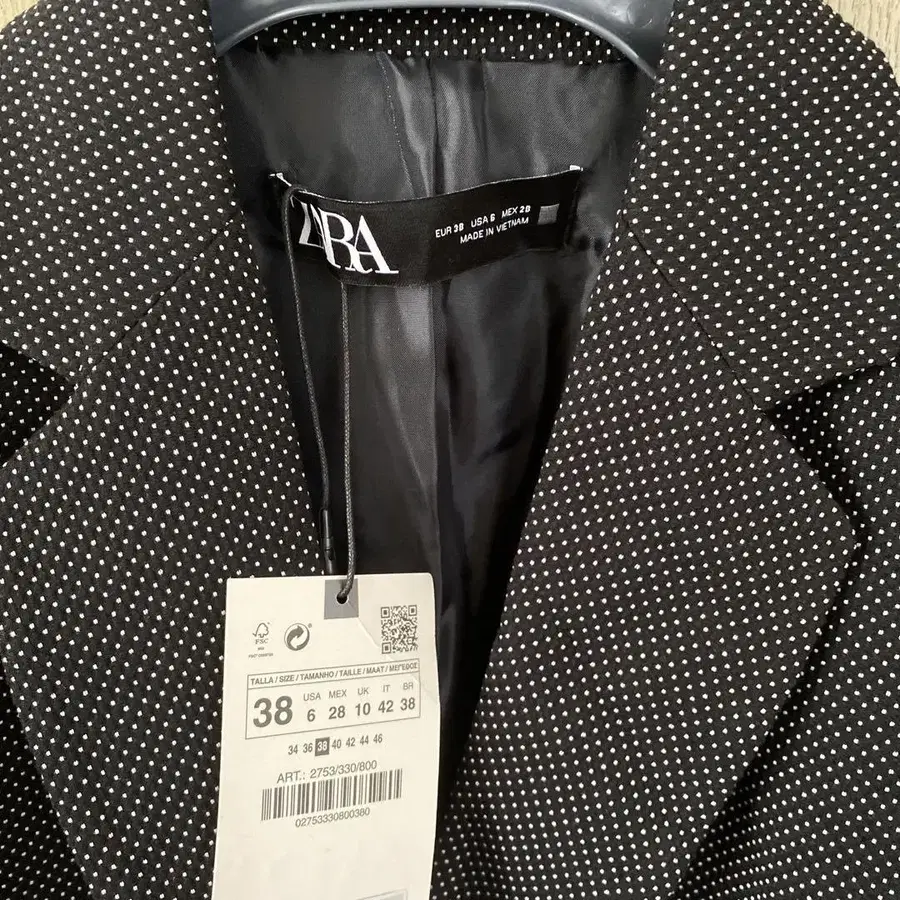 ZARA
EUR 38 USA 6 MEX 28
MADE IN VIETNAM
FSC
TALLA / SIZE / TAMANHO / TAILLE / MAAT / ΜΕΓΕΘΟΣ
38
USA MEX UK IT BR
6 28 10 42 38
34 36 38 40 42 44 46
ART.: 2753/330/800
02753330800380